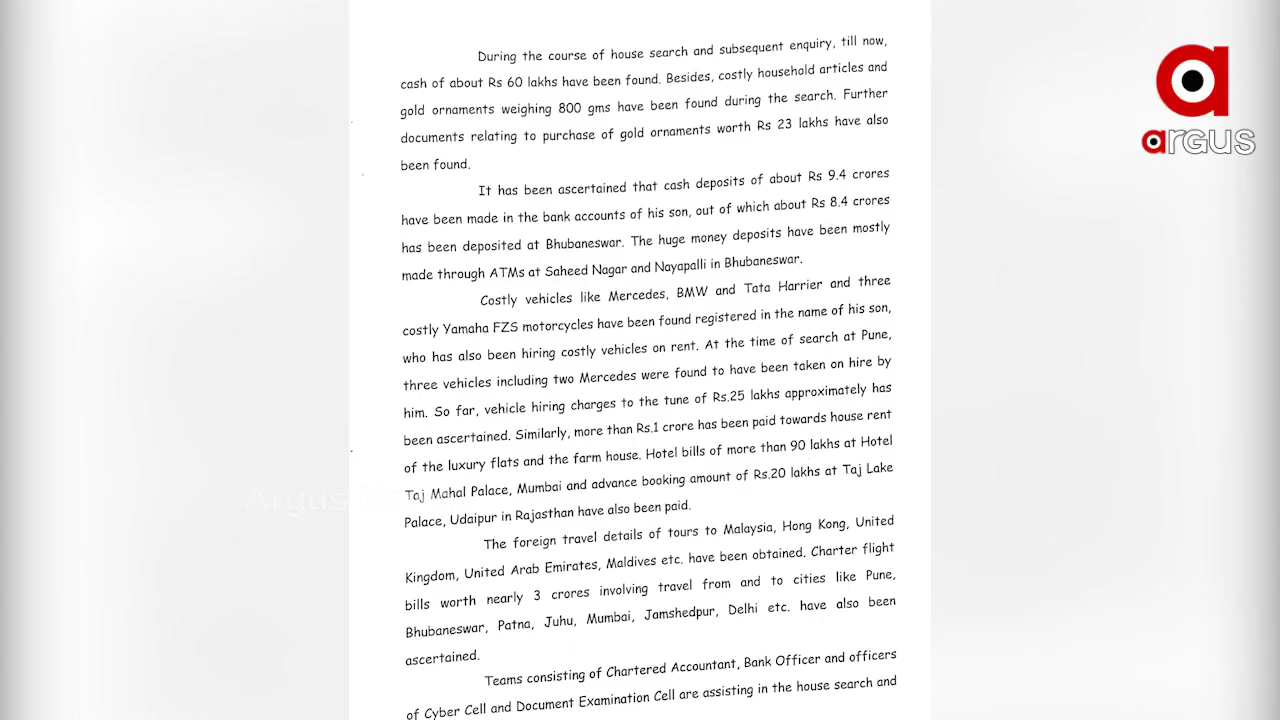 During the course of house search and subsequent enquiry, till now,
cash of about Rs 60 lakhs have been found. Besides, costly household articles and
gold ornaments weighing 800 gms have been found during the search. Further
documents relating to purchase of gold ornaments worth Rs 23 lakhs have also
been found.
It has been ascertained that cash deposits of about Rs 9.4 crores
have been made in the bank accounts of his son, out of which about Rs 8.4 crores
has been deposited at Bhubaneswar. The huge money deposits have been mostly
made through ATMs at Saheed Nagar and Nayapalli in Bhubaneswar.
Costly vehicles like Mercedes, BMW and Tata Harrier and three
costly Yamaha FZS motorcycles have been found registered in the name of his son,
who has also been hiring costly vehicles on rent. At the time of search at Pune,
three vehicles including two Mercedes were found to have been taken on hire by
him. So far, vehicle hiring charges to the tune of Rs.25 lakhs approximately has
been ascertained. Similarly, more than Rs.1 crore has been paid towards house rent
of the luxury flats and the farm house. Hotel bills of more than 90 lakhs at Hotel
Taj Mahal Palace, Mumbai and advance booking amount of Rs.20 lakhs at Taj Lake
Palace, Udaipur in Rajasthan have also been paid.
The foreign travel details of tours to Malaysia, Hong Kong, United
Kingdom, United Arab Emirates, Maldives etc. have been obtained. Charter flight
bills worth nearly 3 crores involving travel from and to cities like Pune,
Bhubaneswar, Patna, Juhu, Mumbai, Jamshedpur, Delhi etc. have also been
ascertained.
Teams consisting of Chartered Accountant, Bank Officer and officers
of Cyber Cell and Document Examination Cell are assisting in the house search and
argus
Argus